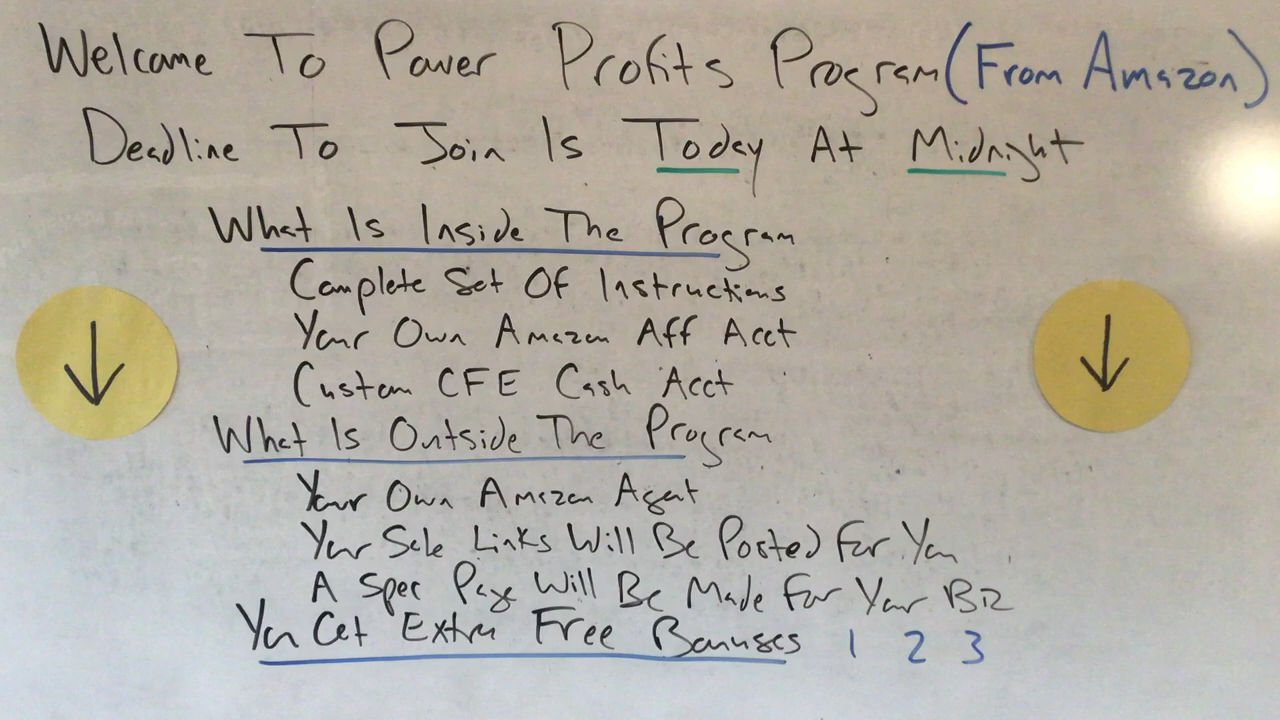 Welcome To Power Profits Program (From Amazon)
Deadline To Join Is Today At Midnight
What Is Inside The Program
Complete Set Of Instructions
Your Own Amazon Aff Acct
Custom CFE Cash Acct
What Is Outside The Program
Your Own Amazon Agent
Your Sale Links Will Be Posted For You
A Spec Page Will Be Made For Your Biz
You Get Extra Free Bonuses 1 2 3